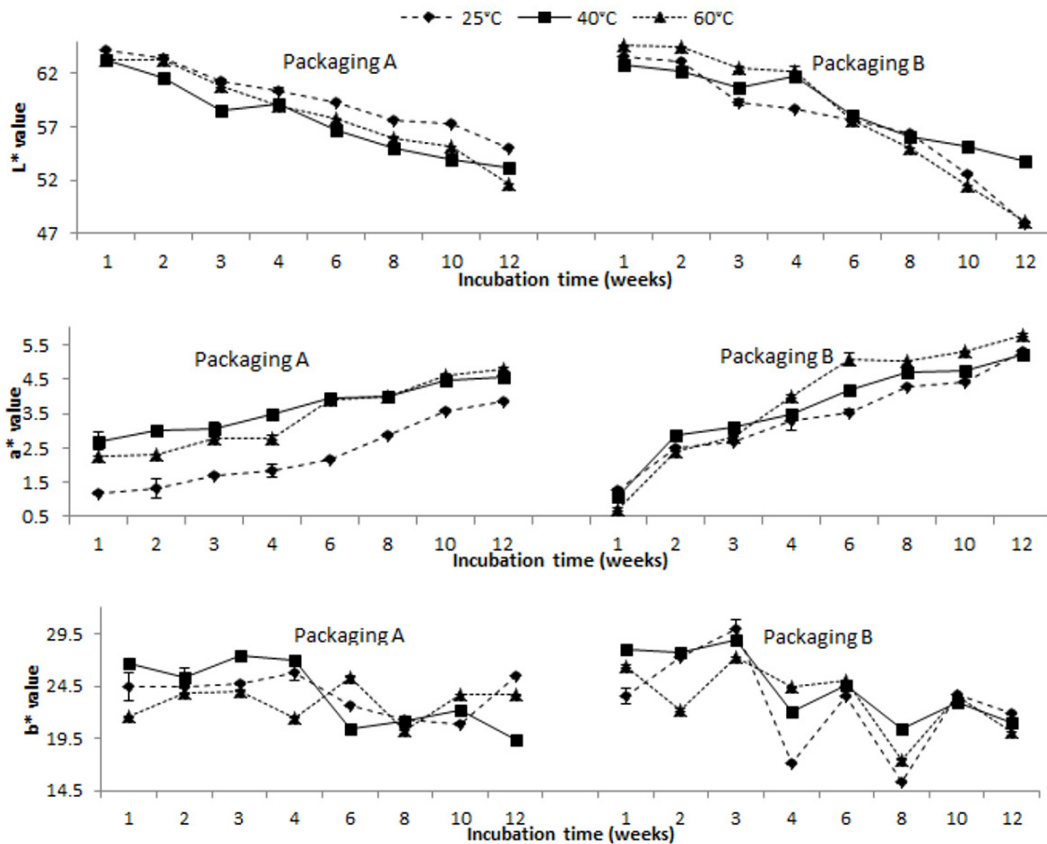 25°C 40°C 60°C
Packaging A
Packaging B
62
57
52
47
L* value
1 2 3 4 6 8 10 12 1 2 3 4 6 8 10 12
Incubation time (weeks)
Packaging A
Packaging B
5.5
4.5
3.5
2.5
1.5
0.5
a* value
1 2 3 4 6 8 10 12 1 2 3 4 6 8 10 12
Incubation time (weeks)
Packaging A
Packaging B
29.5
24.5
19.5
14.5
b* value
1 2 3 4 6 8 10 12 1 2 3 4 6 8 10 12
Incubation time (weeks)